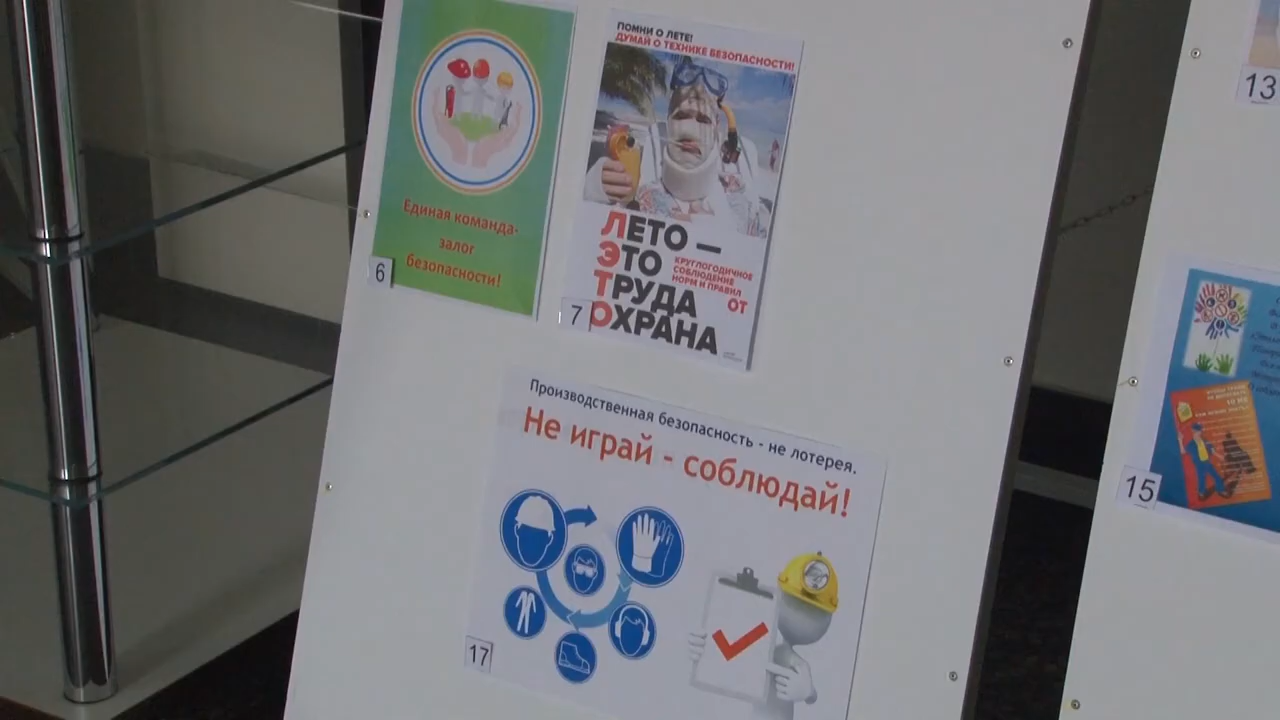 Единая команда-
залог
безопасности!
6
ПОМНИ О ЛЕТЕ!
ДУМАЙ О ТЕХНИКЕ БЕЗОПАСНОСТИ!
ЛЕТО —
ЭТО
ТРУДА
ОХРАНА
КРУГЛОГОДИЧНОЕ
СОБЛЮДЕНИЕ
НОРМ И ПРАВИЛ
ОТ
7
Производственная безопасность - не лотерея.
Не играй - соблюдай!
17
13
15